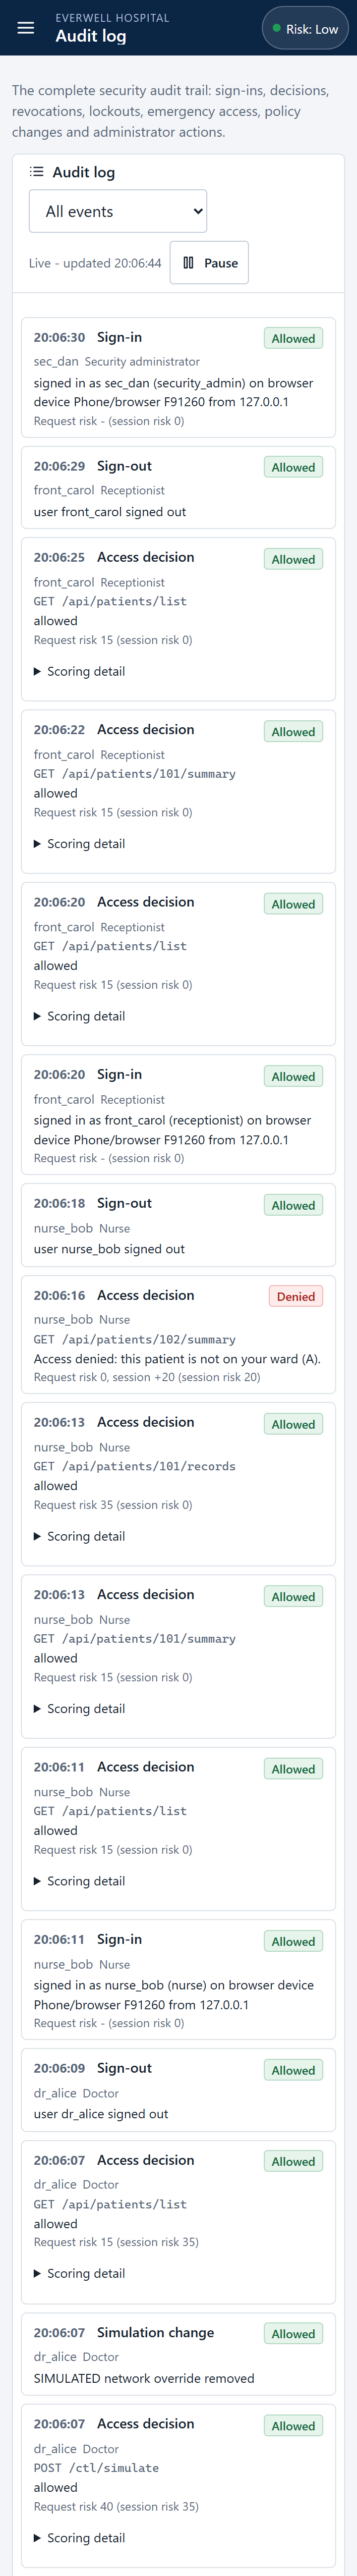 EVERWELL HOSPITAL
Audit log
Risk: Low
The complete security audit trail: sign-ins, decisions,
revocations, lockouts, emergency access, policy
changes and administrator actions.
Audit log
All events
Live - updated 20:06:44
Pause
20:06:30 Sign-in Allowed
sec_dan Security administrator
signed in as sec_dan (security_admin) on browser
device Phone/browser F91260 from 127.0.0.1
Request risk - (session risk 0)
20:06:29 Sign-out Allowed
front_carol Receptionist
user front_carol signed out
20:06:25 Access decision Allowed
front_carol Receptionist
GET /api/patients/list
allowed
Request risk 15 (session risk 0)
Scoring detail
20:06:22 Access decision Allowed
front_carol Receptionist
GET /api/patients/101/summary
allowed
Request risk 15 (session risk 0)
Scoring detail
20:06:20 Access decision Allowed
front_carol Receptionist
GET /api/patients/list
allowed
Request risk 15 (session risk 0)
Scoring detail
20:06:20 Sign-in Allowed
front_carol Receptionist
signed in as front_carol (receptionist) on browser
device Phone/browser F91260 from 127.0.0.1
Request risk - (session risk 0)
20:06:18 Sign-out Allowed
nurse_bob Nurse
user nurse_bob signed out
20:06:16 Access decision Denied
nurse_bob Nurse
GET /api/patients/102/summary
Access denied: this patient is not on your ward (A).
Request risk 0, session +20 (session risk 20)
20:06:13 Access decision Allowed
nurse_bob Nurse
GET /api/patients/101/records
allowed
Request risk 35 (session risk 0)
Scoring detail
20:06:13 Access decision Allowed
nurse_bob Nurse
GET /api/patients/101/summary
allowed
Request risk 15 (session risk 0)
Scoring detail
20:06:11 Access decision Allowed
nurse_bob Nurse
GET /api/patients/list
allowed
Request risk 15 (session risk 0)
Scoring detail
20:06:11 Sign-in Allowed
nurse_bob Nurse
signed in as nurse_bob (nurse) on browser device
Phone/browser F91260 from 127.0.0.1
Request risk - (session risk 0)
20:06:09 Sign-out Allowed
dr_alice Doctor
user dr_alice signed out
20:06:07 Access decision Allowed
dr_alice Doctor
GET /api/patients/list
allowed
Request risk 15 (session risk 35)
Scoring detail
20:06:07 Simulation change Allowed
dr_alice Doctor
SIMULATED network override removed
20:06:07 Access decision Allowed
dr_alice Doctor
POST /ctl/simulate
allowed
Request risk 40 (session risk 35)
Scoring detail